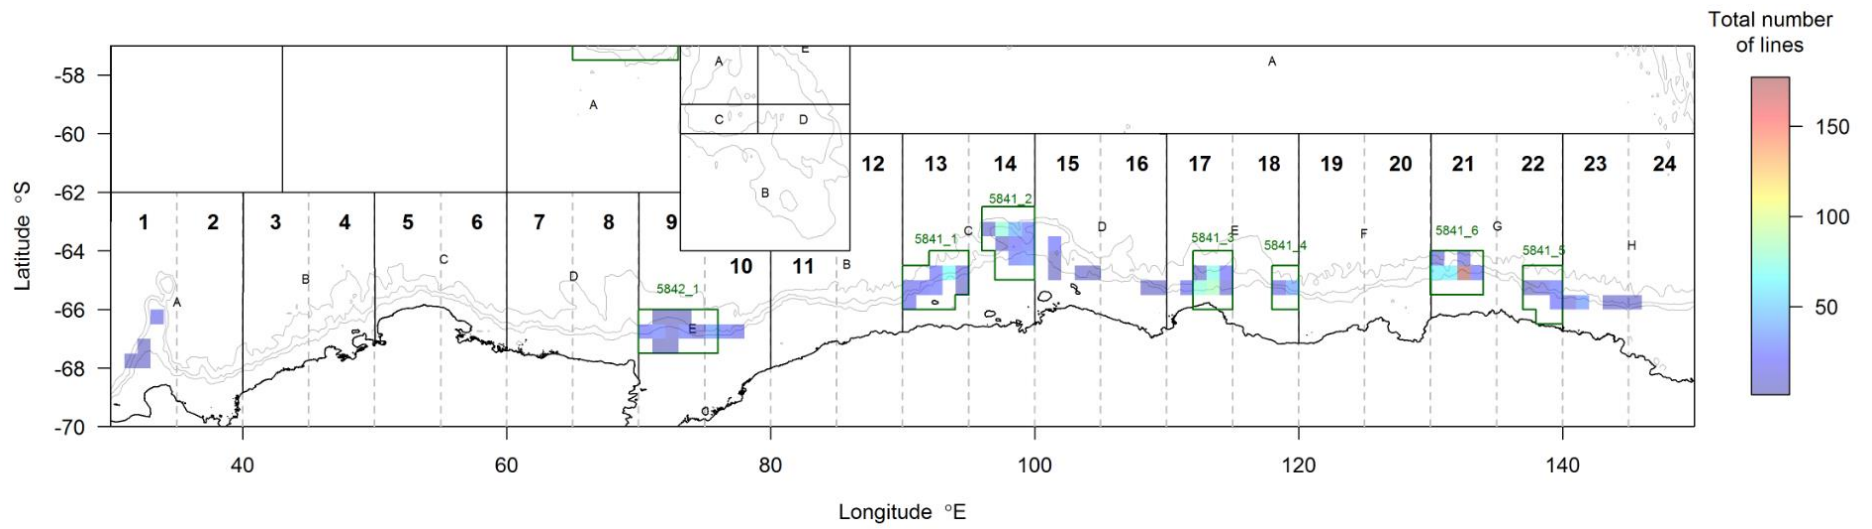 Total number
of lines
150
100
50
Latitude °S
-58
-60
-62
-64
-66
-68
-70
A
E
A
A
C
D
B
12
13
14
15
16
17
18
19
20
21
22
23
24
1
2
3
4
5
6
7
8
9
10
11
5841_2
5841_1
C
D
5841_3
E
5841_4
F
5841_6
G
5841_5
H
A
B
C
D
B
5842_1
E
40
60
80
100
120
140
Longitude °E